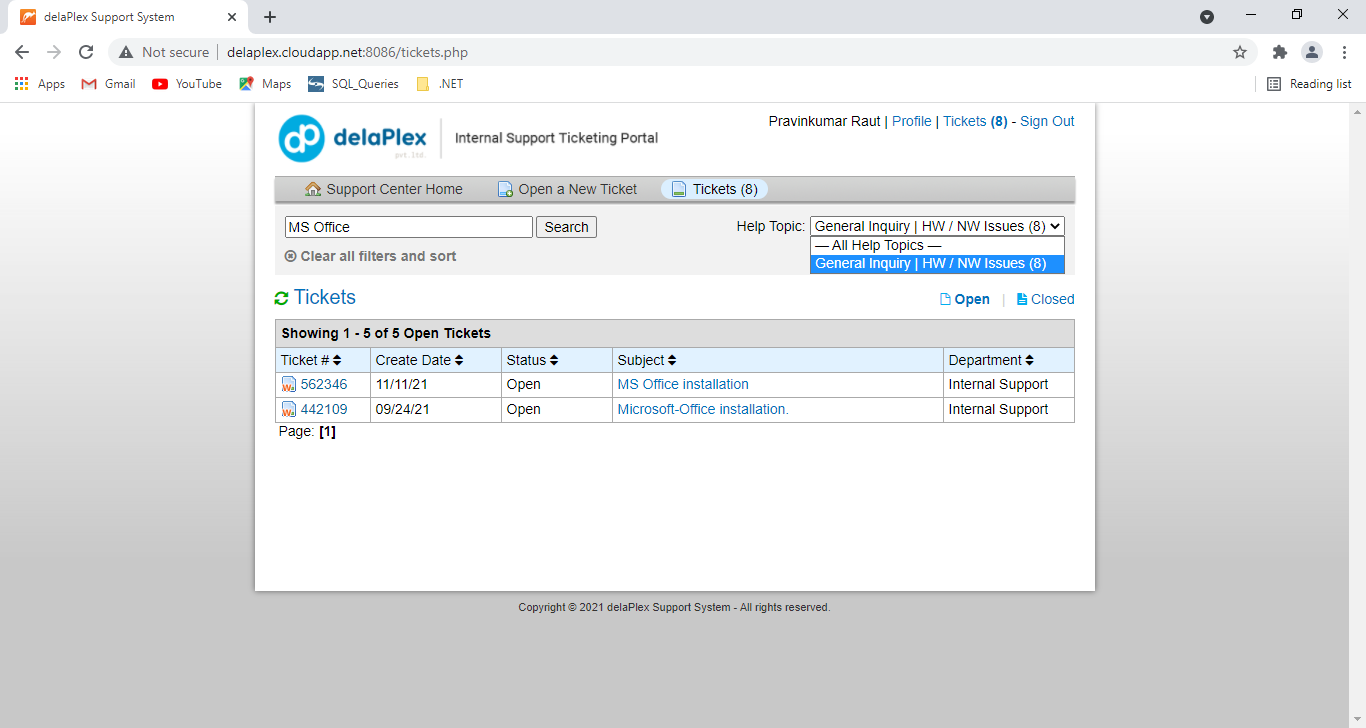 delaPlex Support System
Not secure | delaplex.cloudapp.net:8086/tickets.php
Apps Gmail YouTube Maps SQL_Queries .NET Reading list
dp delaPlex pvt.ltd. Internal Support Ticketing Portal
Pravinkumar Raut | Profile | Tickets (8) - Sign Out
Support Center Home Open a New Ticket Tickets (8)
MS Office Search Help Topic: General Inquiry | HW / NW Issues (8)
— All Help Topics —
Clear all filters and sort
General Inquiry | HW / NW Issues (8)
Tickets Open | Closed
Showing 1 - 5 of 5 Open Tickets
Ticket # Create Date Status Subject Department
562346 11/11/21 Open MS Office installation Internal Support
442109 09/24/21 Open Microsoft-Office installation. Internal Support
Page: [1]
Copyright © 2021 delaPlex Support System - All rights reserved.